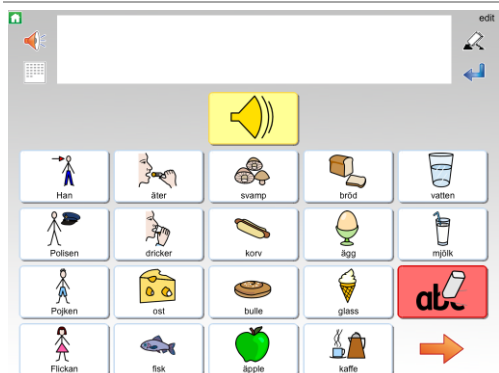 edit
Han äter svamp bröd vatten
Polisen dricker korv ägg mjölk
abc
Pojken ost bulle glass
Flickan fisk äpple kaffe